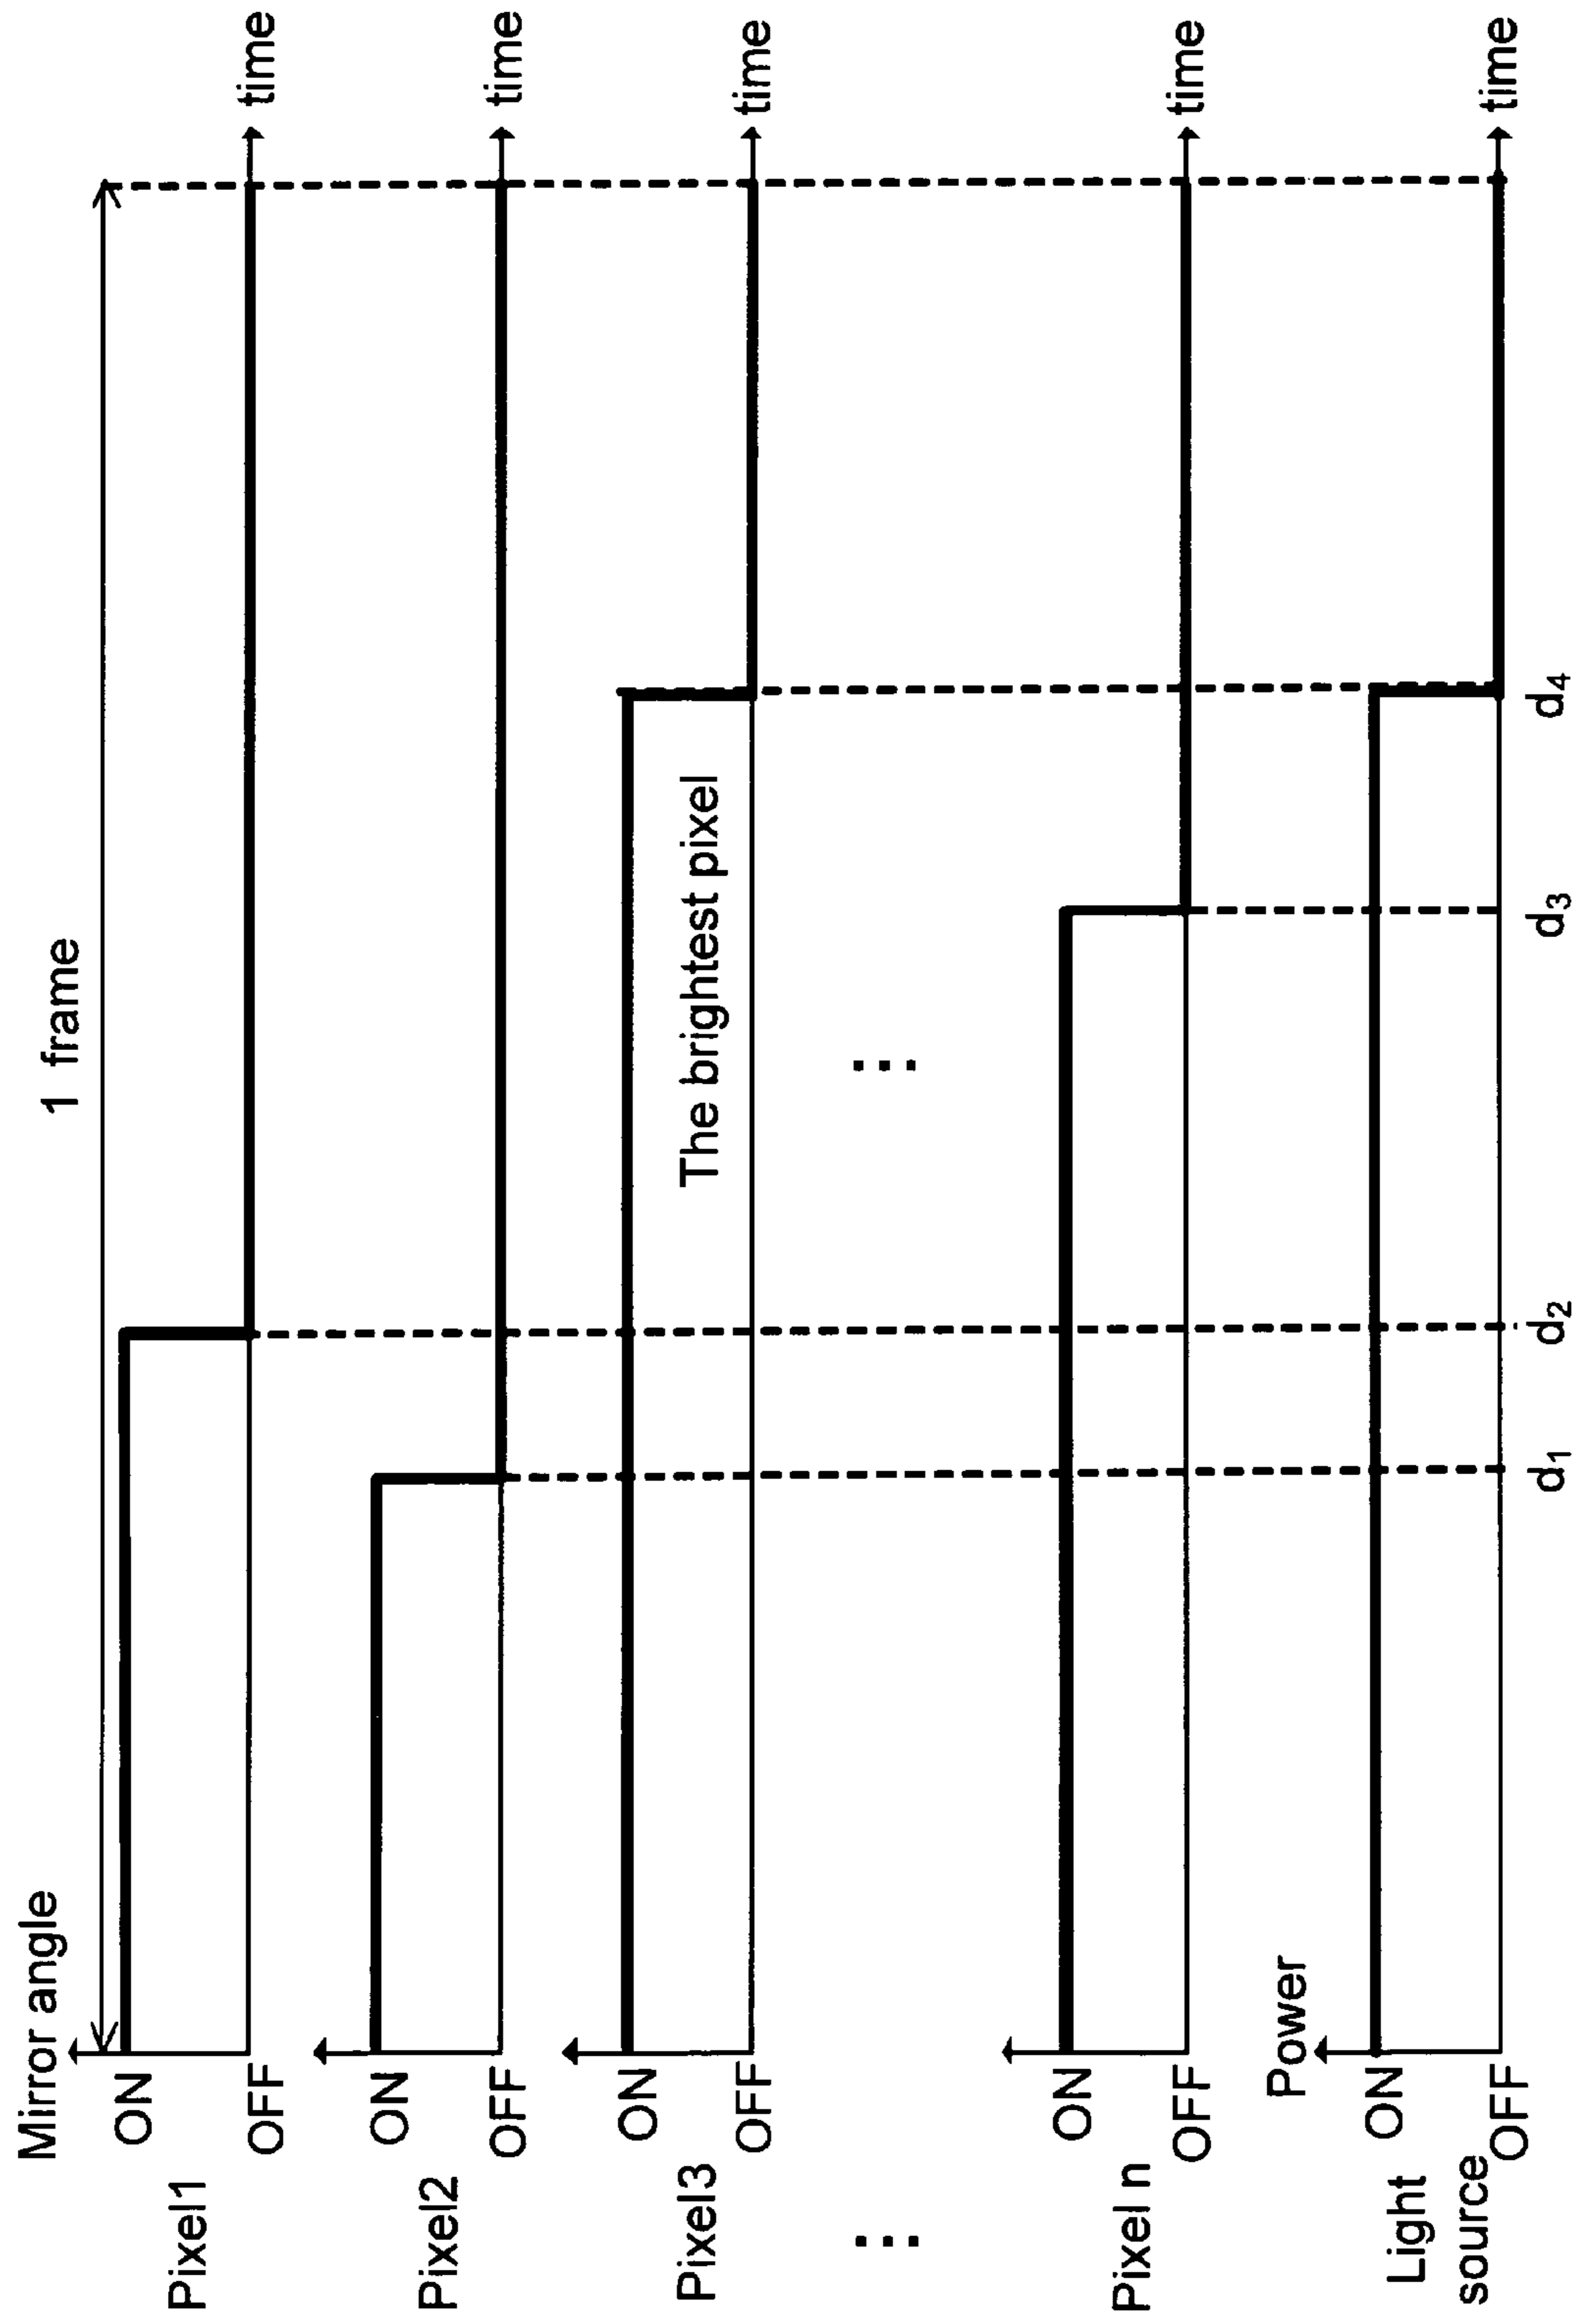 1 frame
Mirror angle
ON
OFF
Pixel1
time
ON
OFF
Pixel2
time
ON
OFF
Pixel3
The brightest pixel
time
...
...
ON
OFF
Pixel n
time
Power
ON
OFF
Light
source
time
d1
d2
d3
d4